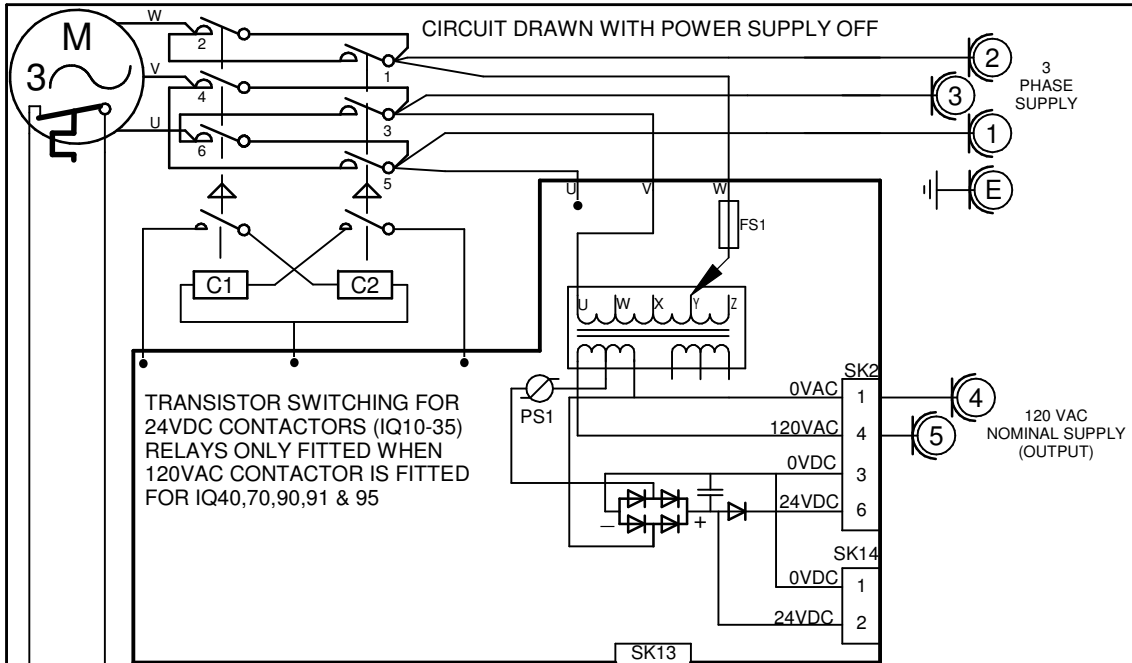 CIRCUIT DRAWN WITH POWER SUPPLY OFF
M
3
W
V
U
2
4
6
1
3
5
2
3
1
E
3
PHASE
SUPPLY
U
V
W
FS1
C1
C2
U W X Y Z
PS1
TRANSISTOR SWITCHING FOR
24VDC CONTACTORS (IQ10-35)
RELAYS ONLY FITTED WHEN
120VAC CONTACTOR IS FITTED
FOR IQ40,70,90,91 & 95
SK2
0VAC 1
120VAC 4
0VDC 3
24VDC 6
4
5
120 VAC
NOMINAL SUPPLY
(OUTPUT)
− +
SK14
0VDC 1
24VDC 2
SK13